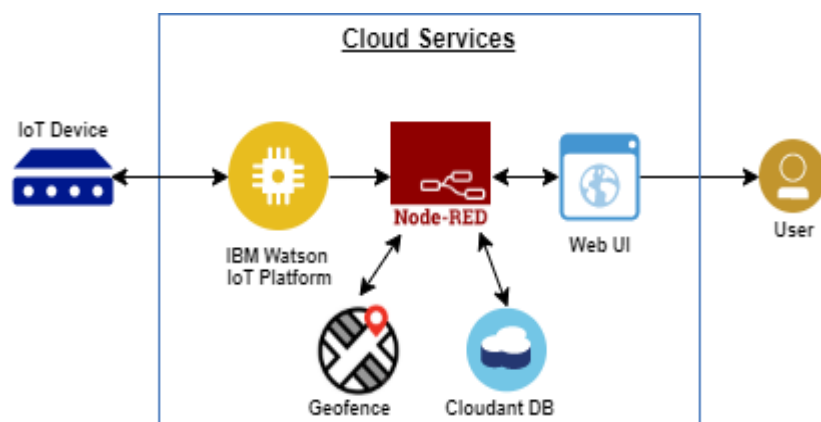 Cloud Services
IoT Device
Node-RED
IBM Watson
IoT Platform
Web UI
User
Geofence
Cloudant DB